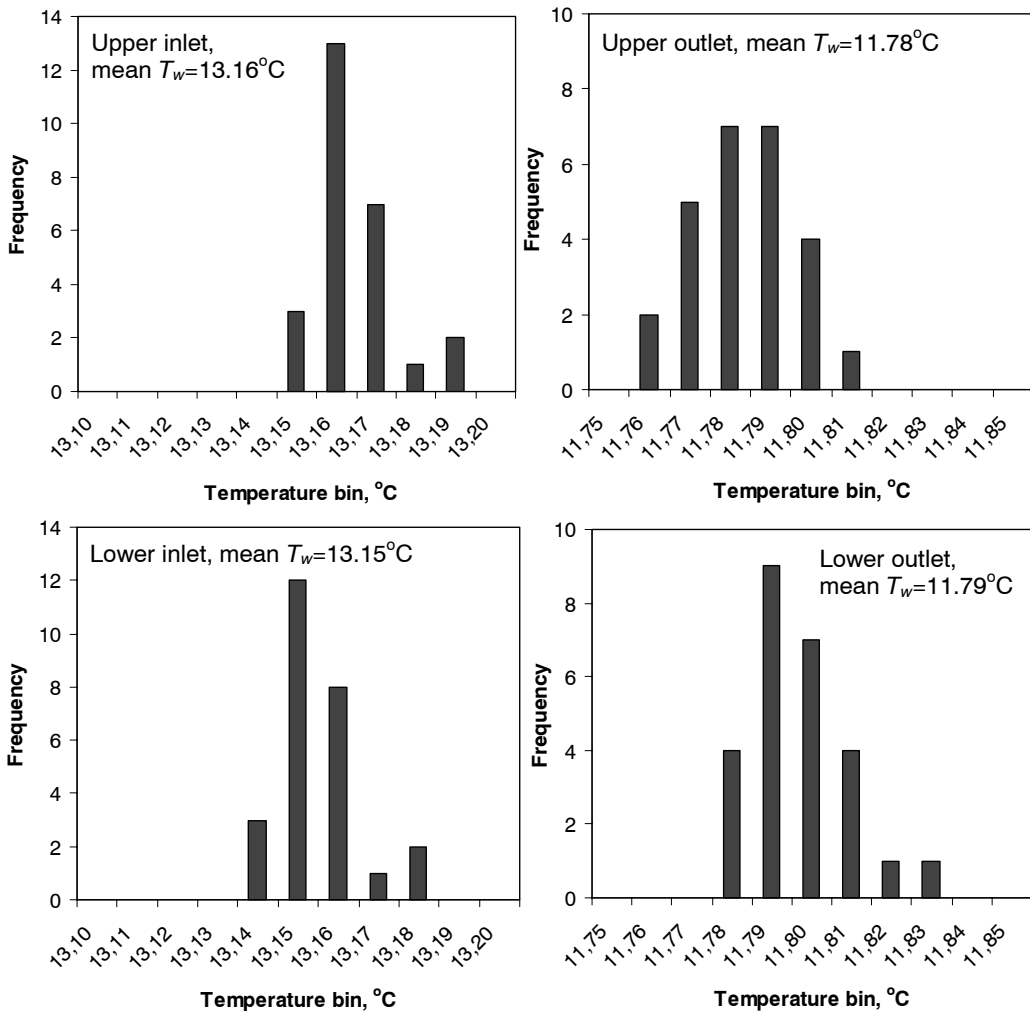 Upper inlet,
mean Tw=13.16°C
Frequency
14
12
10
8
6
4
2
0
13,10 13,11 13,12 13,13 13,14 13,15 13,16 13,17 13,18 13,19 13,20
Temperature bin, °C
Upper outlet, mean Tw=11.78°C
Frequency
10
8
6
4
2
0
11,75 11,76 11,77 11,78 11,79 11,80 11,81 11,82 11,83 11,84 11,85
Temperature bin, °C
Lower inlet, mean Tw=13.15°C
Frequency
14
12
10
8
6
4
2
0
13,10 13,11 13,12 13,13 13,14 13,15 13,16 13,17 13,18 13,19 13,20
Temperature bin, °C
Lower outlet,
mean Tw=11.79°C
Frequency
10
8
6
4
2
0
11,75 11,76 11,77 11,78 11,79 11,80 11,81 11,82 11,83 11,84 11,85
Temperature bin, °C